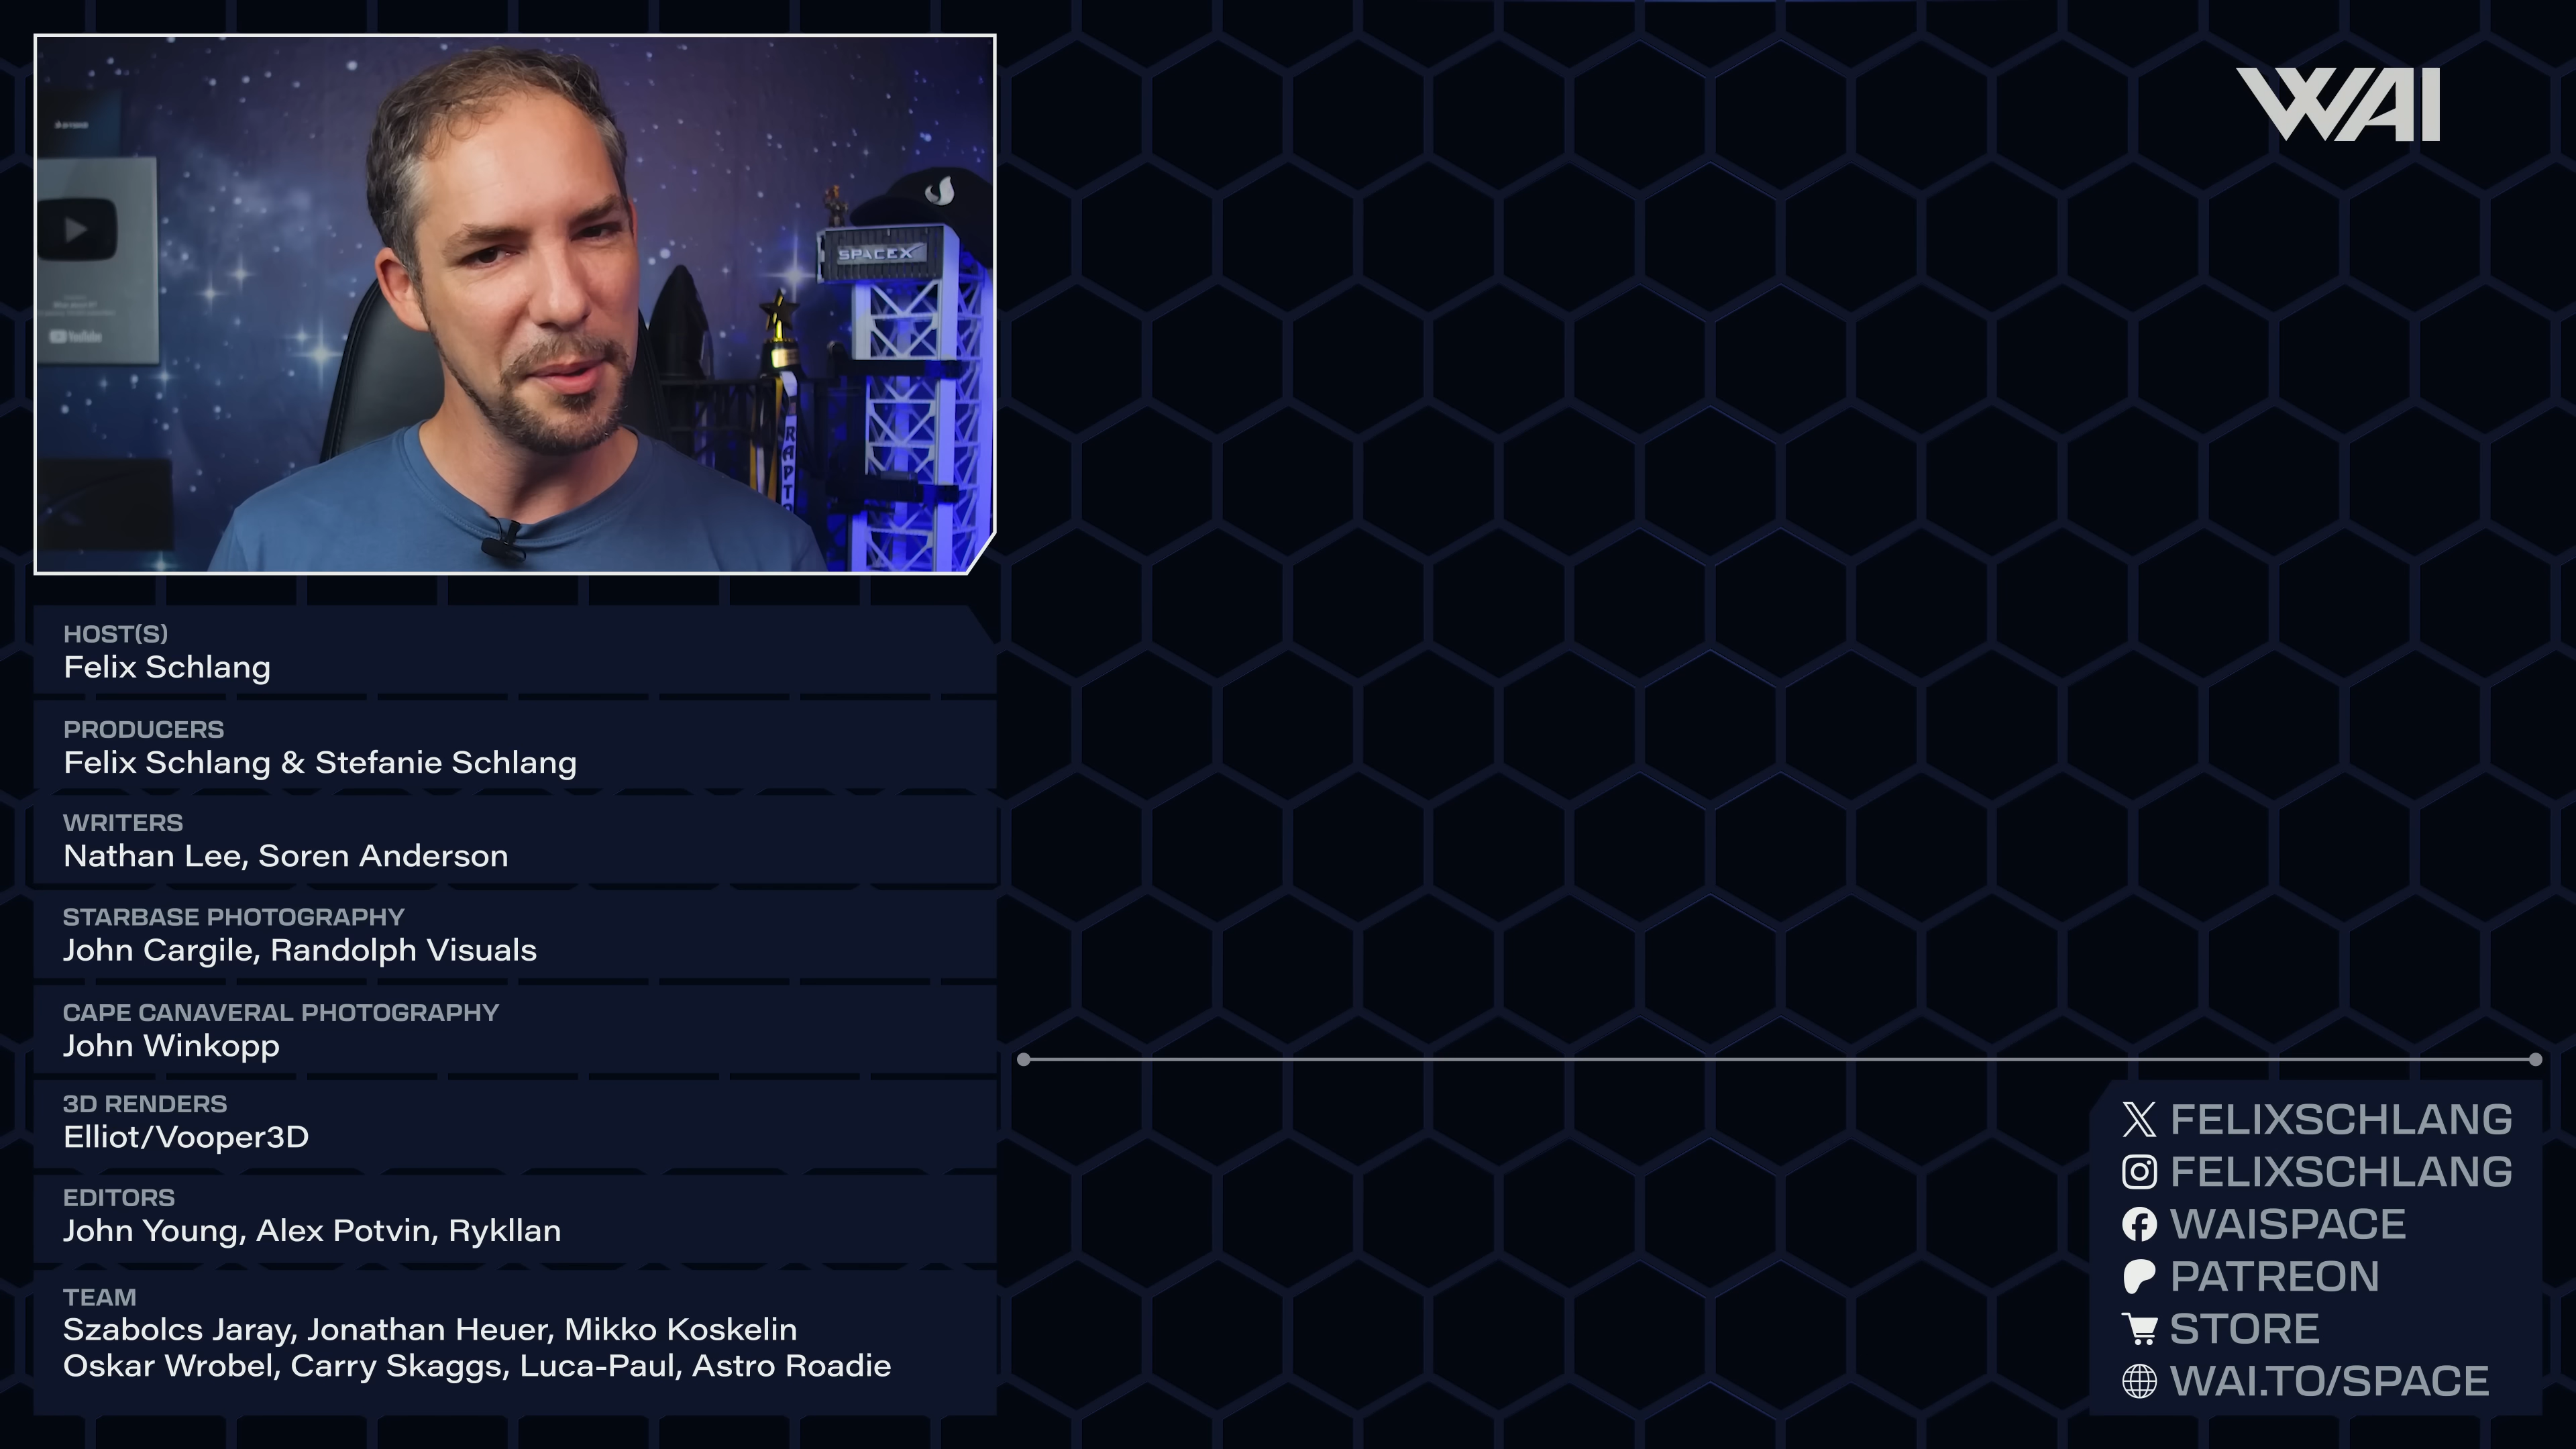 SPACEX
YouTube
RAPTO
HOST(S)
Felix Schlang
PRODUCERS
Felix Schlang & Stefanie Schlang
WRITERS
Nathan Lee, Soren Anderson
STARBASE PHOTOGRAPHY
John Cargile, Randolph Visuals
CAPE CANAVERAL PHOTOGRAPHY
John Winkopp
3D RENDERS
Elliot/Vooper3D
EDITORS
John Young, Alex Potvin, Rykllan
TEAM
Szabolcs Jaray, Jonathan Heuer, Mikko Koskelin
Oskar Wrobel, Carry Skaggs, Luca-Paul, Astro Roadie
WAI
FELIXSCHLANG
FELIXSCHLANG
WAISPACE
PATREON
STORE
WAI.TO/SPACE